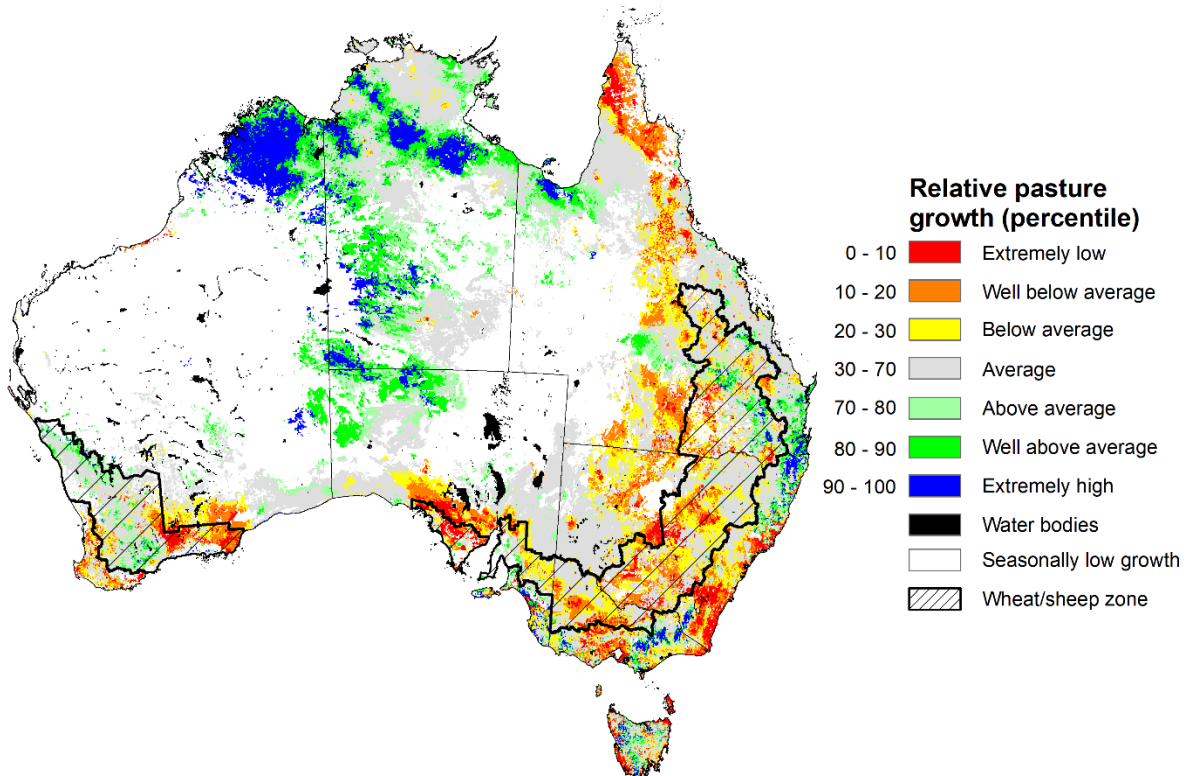 Relative pasture
growth (percentile)
0 - 10 Extremely low
10 - 20 Well below average
20 - 30 Below average
30 - 70 Average
70 - 80 Above average
80 - 90 Well above average
90 - 100 Extremely high
Water bodies
Seasonally low growth
Wheat/sheep zone